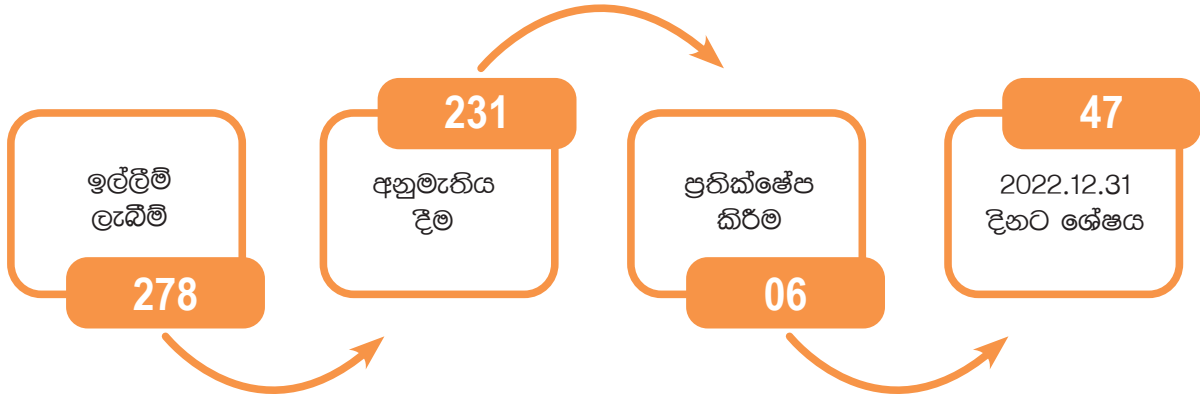 ඉල්ලීම්
ලැබීම්
278
231
අනුමැතිය
දීම
ප්‍රතික්ෂේප
කිරීම
06
47
2022.12.31
දිනට ශේෂය